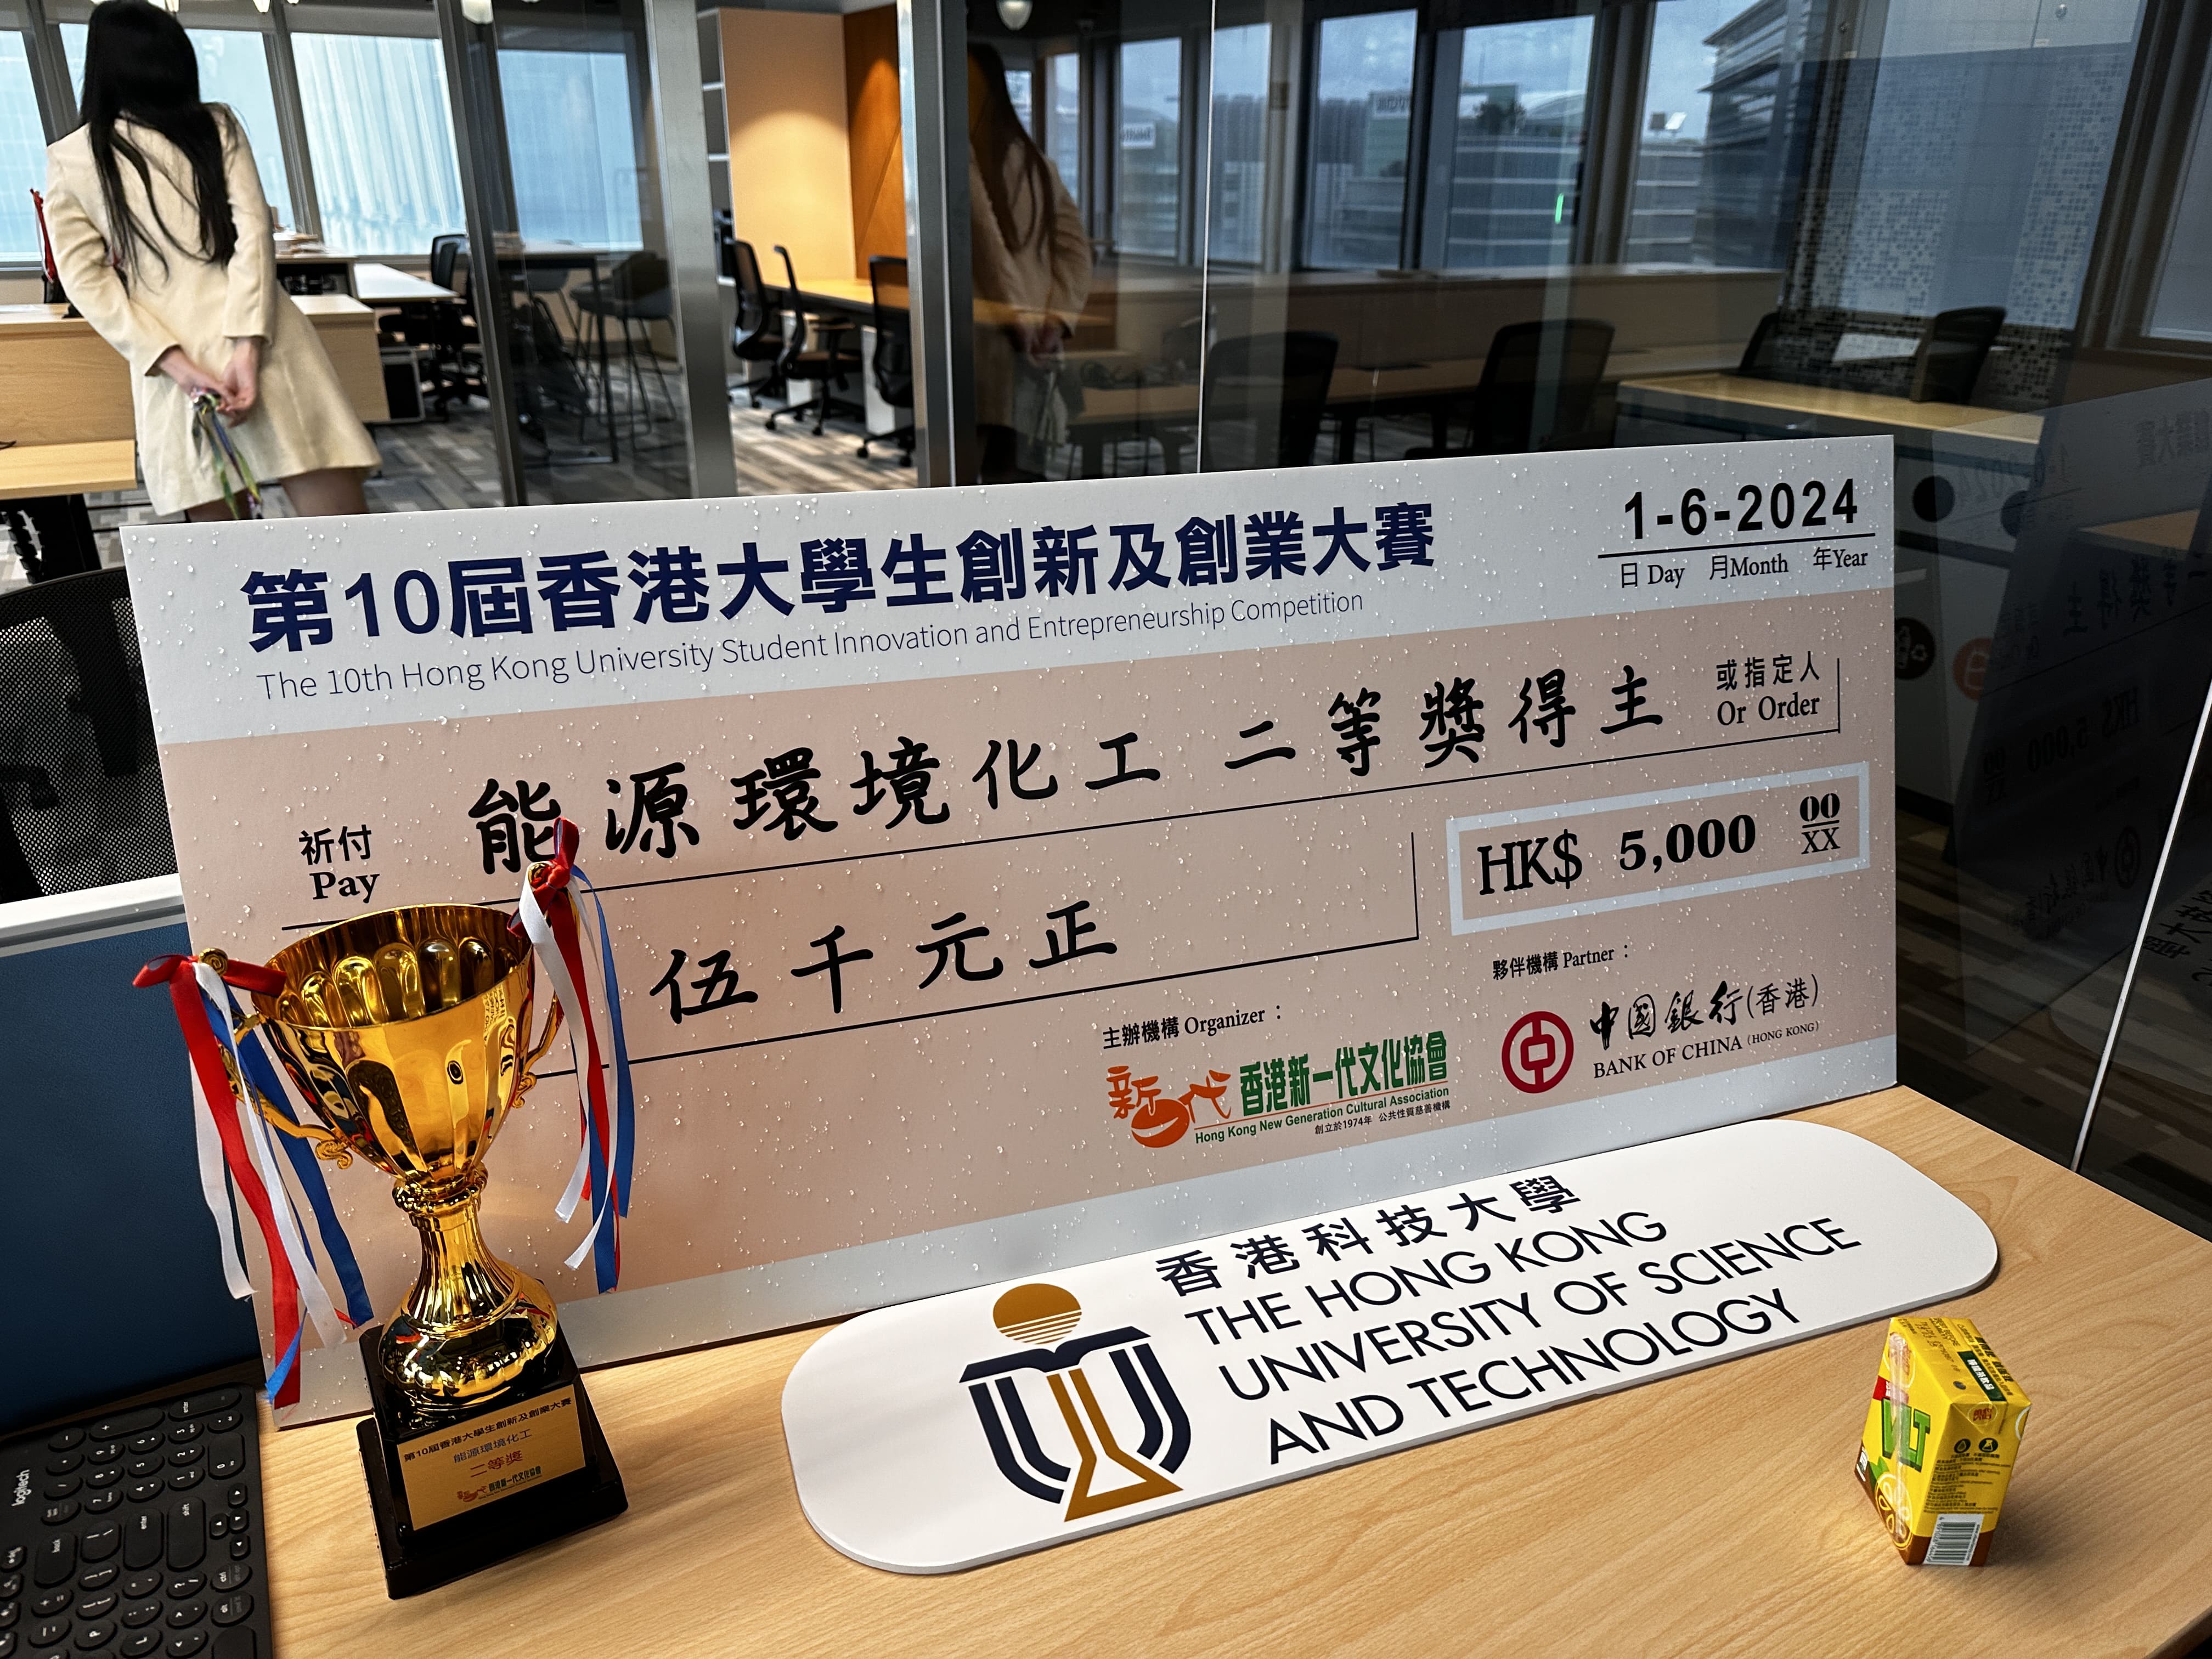 第10屆香港大學生創新及創業大賽
The 10th Hong Kong University Student Innovation and Entrepreneurship Competition
1-6-2024
日 Day 月Month 年Year
祈付
Pay
能源環境化工 二等獎得主
或指定人
Or Order
伍千元正
HK$ 5,000 00
XX
主辦機構 Organizer :
新一代
香港新一代文化協會
Hong Kong New Generation Cultural Association
創立於1974年 公共性質慈善機構
夥伴機構 Partner :
中國銀行(香港)
BANK OF CHINA (HONG KONG)
香港科技大學
THE HONG KONG
UNIVERSITY OF SCIENCE
AND TECHNOLOGY
第10屆香港大學生創新及創業大賽
能源環境化工
二等獎
香港新一代文化協會
logitech